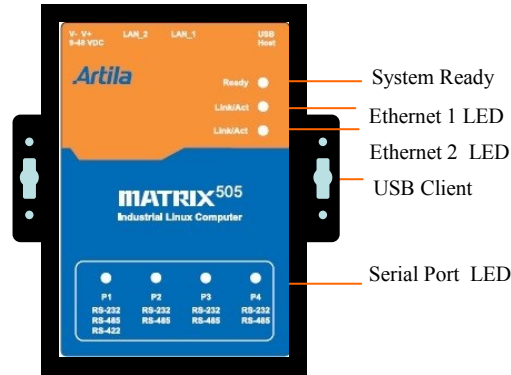 V- V+ LAN_2 LAN_1 USB
9-48 VDC Host
Artila
Ready
Link/Act
Link/Act
System Ready
Ethernet 1 LED
Ethernet 2 LED
USB Client
MATRIX505
Industrial Linux Computer
Serial Port LED
P1 P2 P3 P4
RS-232 RS-232 RS-232 RS-232
RS-485 RS-485 RS-485 RS-485
RS-422